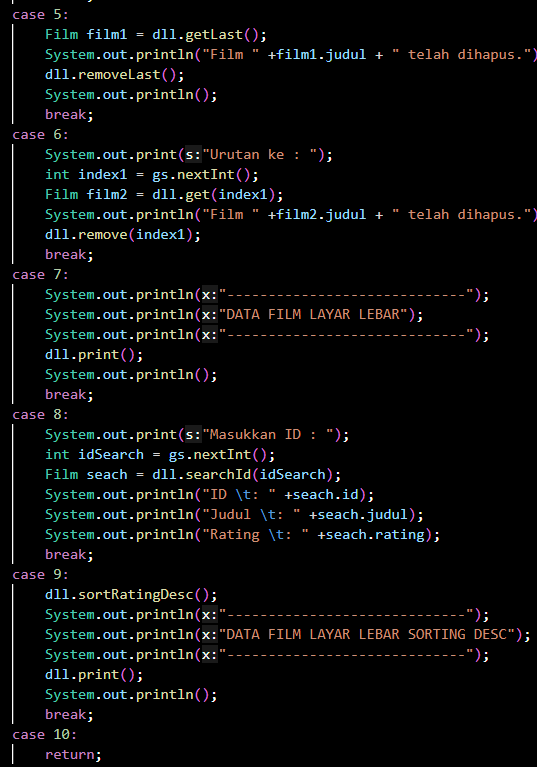 case 5:
    Film film1 = dll.getLast();
    System.out.println("Film " +film1.judul + " telah dihapus.")
    dll.removeLast();
    System.out.println();
    break;
case 6:
    System.out.print(s:"Urutan ke : ");
    int index1 = gs.nextInt();
    Film film2 = dll.get(index1);
    System.out.println("Film " +film2.judul + " telah dihapus.")
    dll.remove(index1);
    break;
case 7:
    System.out.println(x:"----------------------------");
    System.out.println(x:"DATA FILM LAYAR LEBAR");
    System.out.println(x:"----------------------------");
    dll.print();
    System.out.println();
    break;
case 8:
    System.out.print(s:"Masukkan ID : ");
    int idSearch = gs.nextInt();
    Film seach = dll.searchId(idSearch);
    System.out.println("ID \t: " +seach.id);
    System.out.println("Judul \t: " +seach.judul);
    System.out.println("Rating \t: " +seach.rating);
    break;
case 9:
    dll.sortRatingDesc();
    System.out.println(x:"----------------------------");
    System.out.println(x:"DATA FILM LAYAR LEBAR SORTING DESC");
    System.out.println(x:"----------------------------");
    dll.print();
    System.out.println();
    break;
case 10:
    return;